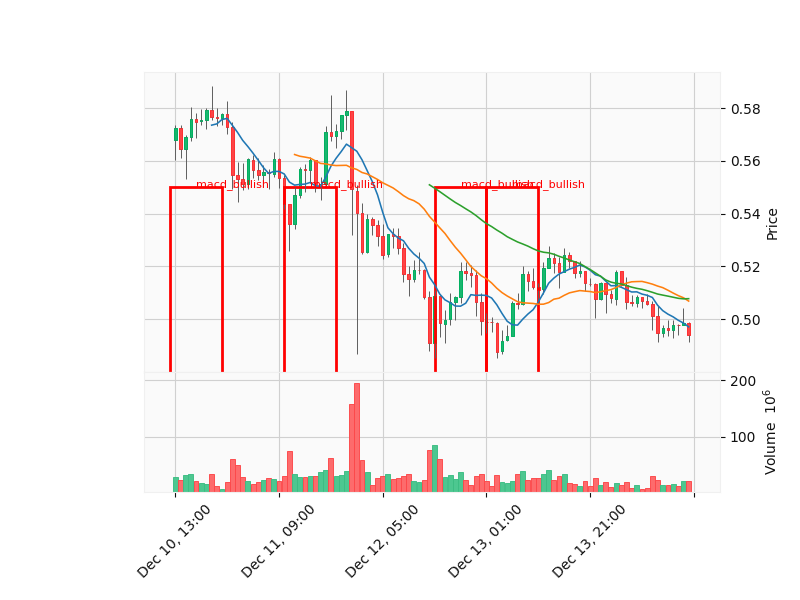 0.58
0.56
macd_bullish macd_bullish macd_bullish macd_bullish
0.54
0.52
0.50
Price
200
100
Volume 10^6
Dec 10, 13:00
Dec 11, 09:00
Dec 12, 05:00
Dec 13, 01:00
Dec 13, 21:00